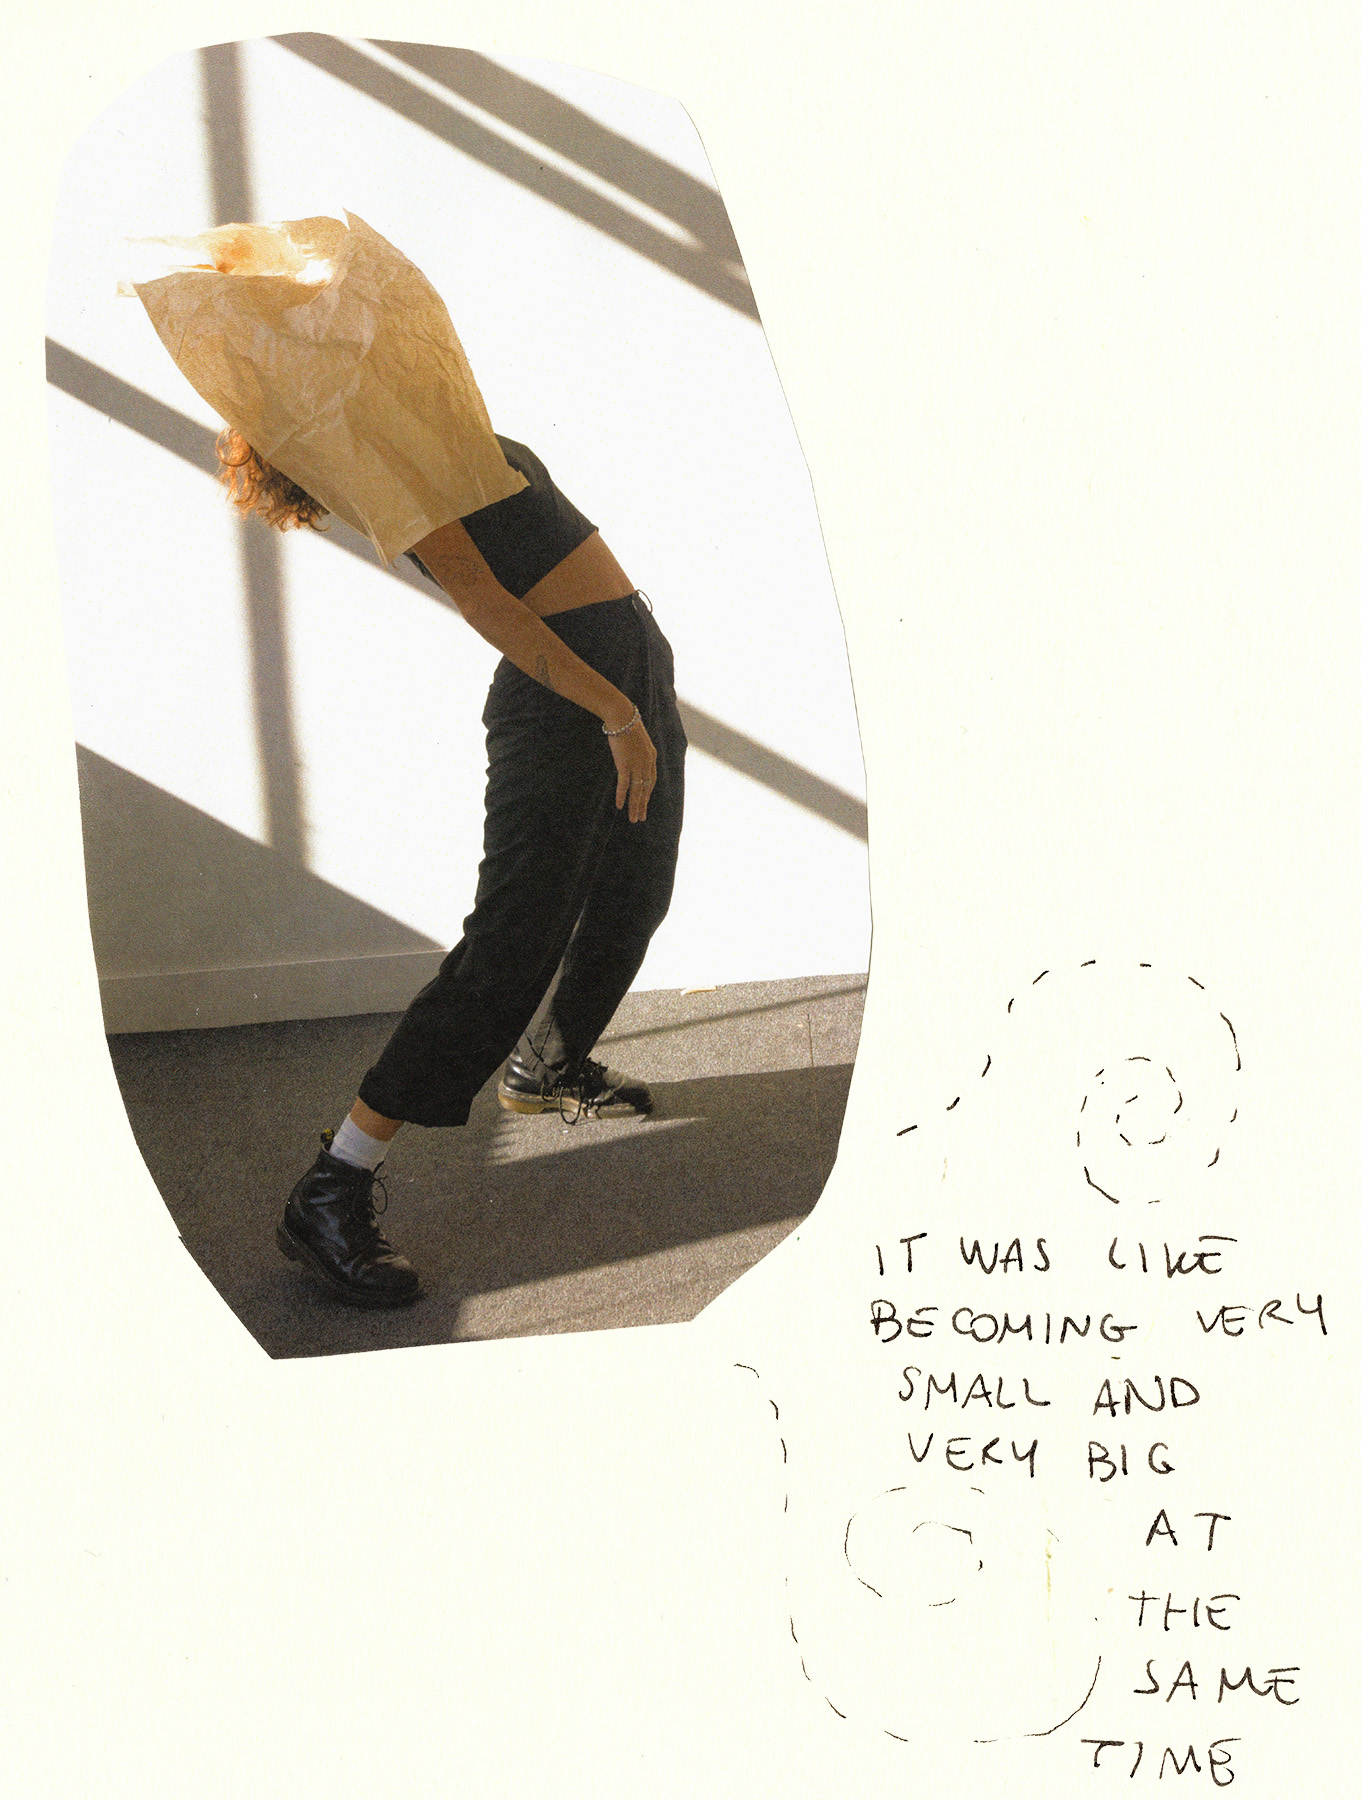 IT WAS LIKE
BECOMING VERY
SMALL AND
VERY BIG
AT
THE
SAME
TIME